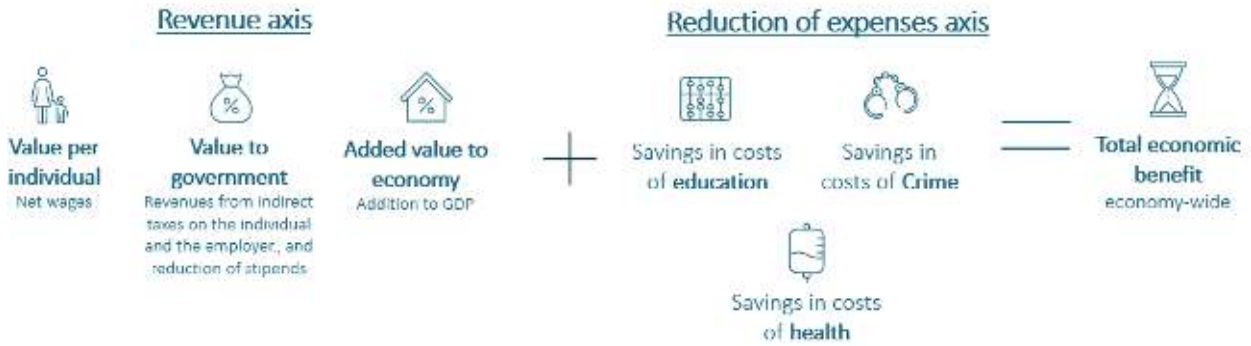 Revenue axis
Reduction of expenses axis
Value per
individual
Net wages
%
Value to
government
Revenues from indirect
taxes on the individual
and the employer, and
reduction of stipends
%
Added value to
economy
Addition to GDP
+
Savings in costs
of education
Savings in
costs of Crime
Savings in costs
of health
=
Total economic
benefit
economy-wide